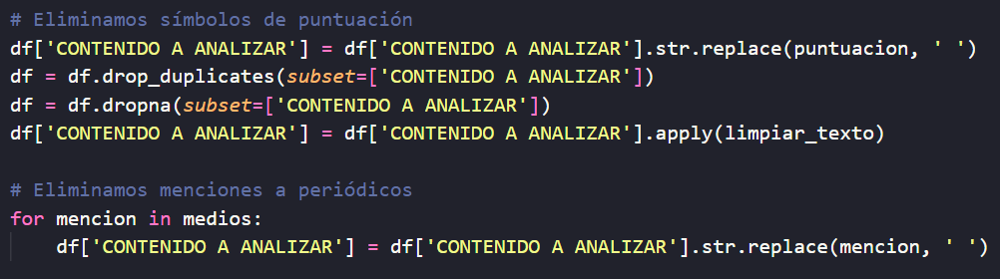 # Eliminamos símbolos de puntuación
df['CONTENIDO A ANALIZAR'] = df['CONTENIDO A ANALIZAR'].str.replace(puntuacion, ' ')
df = df.drop_duplicates(subset=['CONTENIDO A ANALIZAR'])
df = df.dropna(subset=['CONTENIDO A ANALIZAR'])
df['CONTENIDO A ANALIZAR'] = df['CONTENIDO A ANALIZAR'].apply(limpiar_texto)

# Eliminamos menciones a periódicos
for mencion in medios:
    df['CONTENIDO A ANALIZAR'] = df['CONTENIDO A ANALIZAR'].str.replace(mencion, ' ')